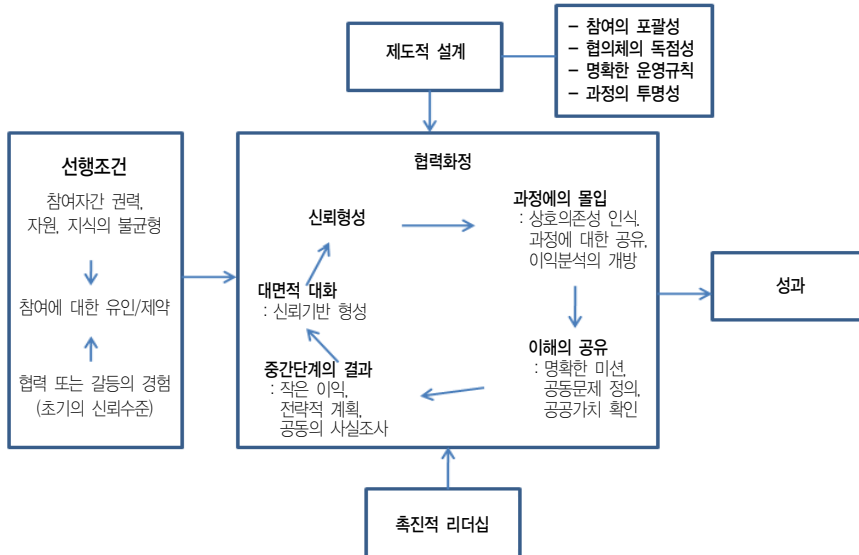 제도적 설계
– 참여의 포괄성
– 협의체의 독점성
– 명확한 운영규칙
– 과정의 투명성
선행조건
참여자간 권력,
자원, 지식의 불균형
참여에 대한 유인/제약
협력 또는 갈등의 경험
(초기의 신뢰수준)
협력화정
신뢰형성
과정에의 몰입
: 상호의존성 인식.
과정에 대한 공유,
이익분석의 개방
대면적 대화
: 신뢰기반 형성
이해의 공유
: 명확한 미션,
공동문제 정의,
공공가치 확인
중간단계의 결과
: 작은 이익,
전략적 계획,
공동의 사실조사
성과
촉진적 리더십